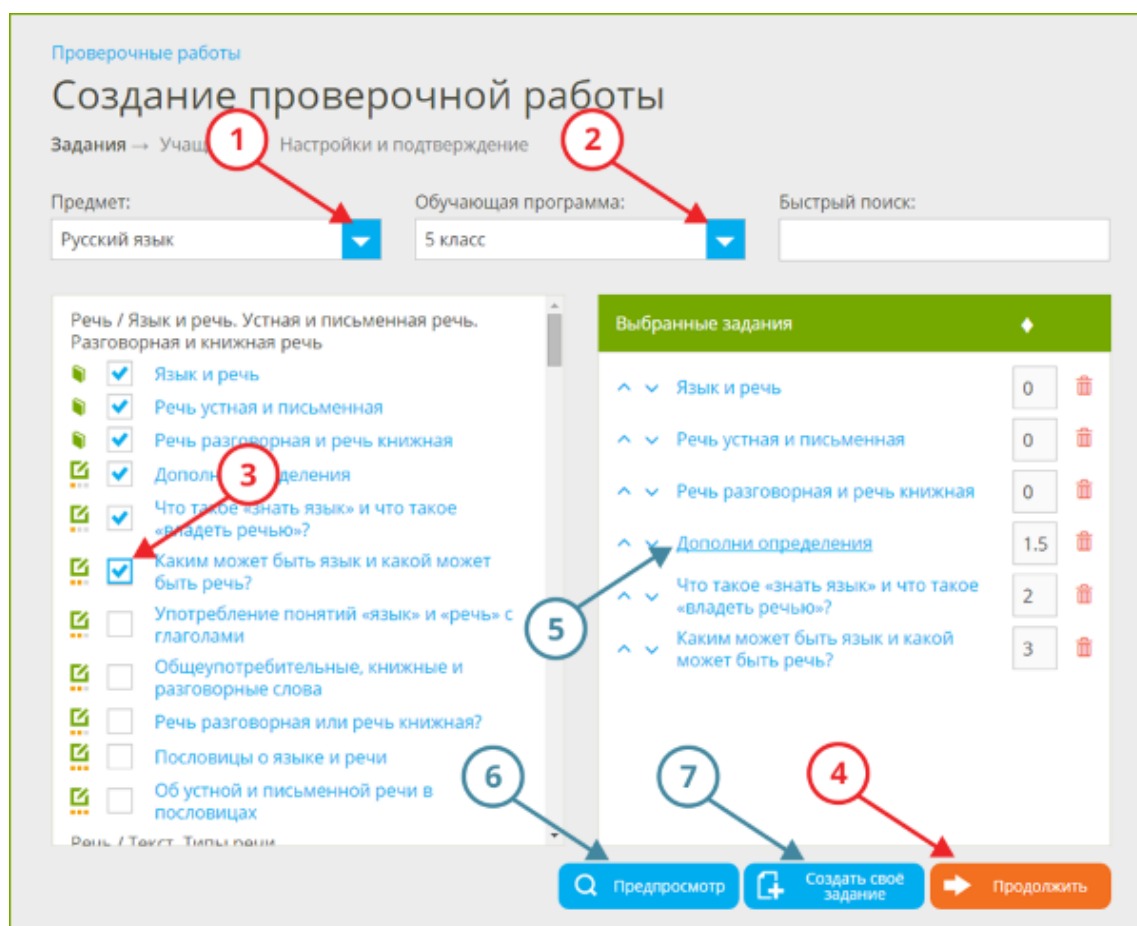 Проверочные работы
Создание проверочной работы
Задания → Учащ
Настройки и подтверждение
1
2
Предмет:
Обучающая программа:
Быстрый поиск:
Русский язык
5 класс
Речь / Язык и речь. Устная и письменная речь.
Разговорная и книжная речь
Язык и речь
Речь устная и письменная
Речь разговорная и речь книжная
Дополни определения
3
Что такое «знать язык» и что такое
«владеть речью»?
Каким может быть язык и какой может
быть речь?
Употребление понятий «язык» и «речь» с
глаголами
Общеупотребительные, книжные и
разговорные слова
Речь разговорная или речь книжная?
Пословицы о языке и речи
Об устной и письменной речи в
пословицах
Речь / Текст. Типы речи
Выбранные задания
Язык и речь 0
Речь устная и письменная 0
Речь разговорная и речь книжная 0
Дополни определения 1.5
5
Что такое «знать язык» и что такое
«владеть речью»? 2
Каким может быть язык и какой
может быть речь? 3
6
7
4
Предпросмотр
Создать своё
задание
Продолжить